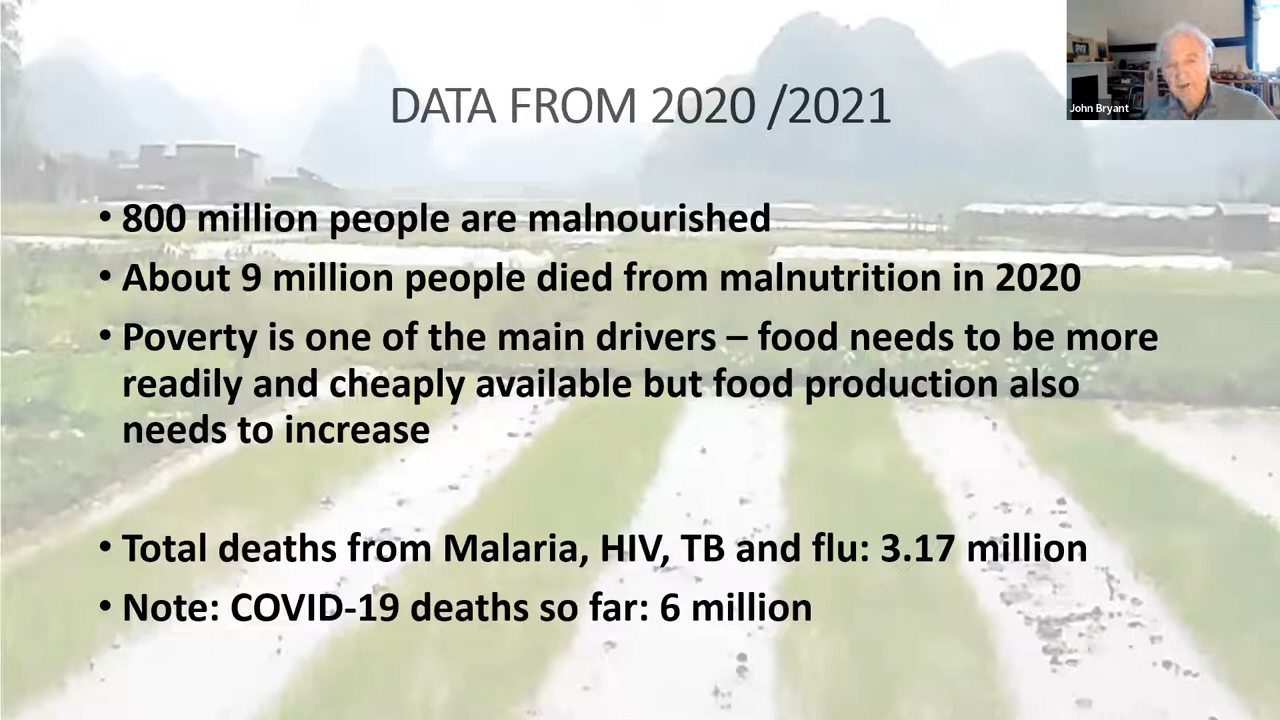 John Bryant
DATA FROM 2020 /2021
• 800 million people are malnourished
• About 9 million people died from malnutrition in 2020
• Poverty is one of the main drivers – food needs to be more
readily and cheaply available but food production also
needs to increase
• Total deaths from Malaria, HIV, TB and flu: 3.17 million
• Note: COVID-19 deaths so far: 6 million